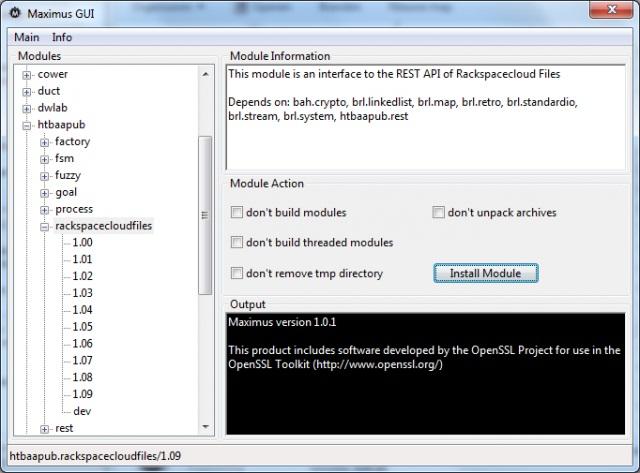 Maximus GUI
Main Info
Modules
cower
duct
dwlab
htbaapub
factory
fsm
fuzzy
goal
process
rackspacecloudfiles
1.00
1.01
1.02
1.03
1.04
1.05
1.06
1.07
1.08
1.09
dev
rest
Module Information
This module is an interface to the REST API of Rackspacecloud Files
Depends on: bah.crypto, brl.linkedlist, brl.map, brl.retro, brl.standardio,
brl.stream, brl.system, htbaapub.rest
Module Action
don't build modules
don't unpack archives
don't build threaded modules
don't remove tmp directory
Install Module
Output
Maximus version 1.0.1
This product includes software developed by the OpenSSL Project for use in the
OpenSSL Toolkit (http://www.openssl.org/)
htbaapub.rackspacecloudfiles/1.09